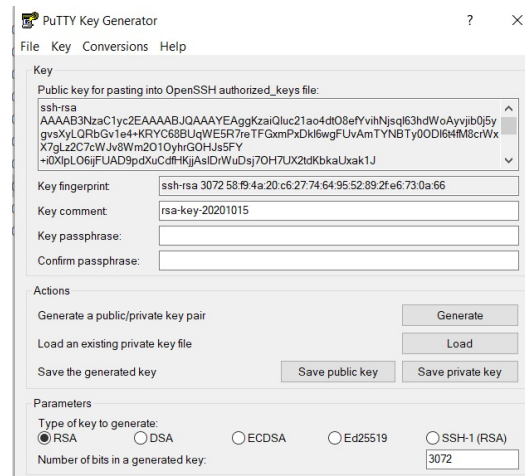 PuTTY Key Generator
File Key Conversions Help
Key
Public key for pasting into OpenSSH authorized_keys file:
ssh-rsa
AAAAB3NzaC1yc2EAAAABJQAAAYEAggKzaiQluc21ao4dtO8efYvihNjsql63hdWoAyvjib0j5y
gvsXyLQRbGv1e4+KRYC68BUqWE5R7reTFGxmPxDkl6wgFUvAmTYNBTy0ODl6t4fM8crWx
X7gLz2C7cWJv8Wm2O1OyhrGOHJs5FY
+i0XlpLO6ijFUAD9pdXuCdfHKjjAslDrWuDsj7OH7UX2tdKbkaUxak1J
Key fingerprint: ssh-rsa 3072 58:f9:4a:20:c6:27:74:64:95:52:89:2f:e6:73:0a:66
Key comment: rsa-key-20201015
Key passphrase:
Confirm passphrase:
Actions
Generate a public/private key pair Generate
Load an existing private key file Load
Save the generated key Save public key Save private key
Parameters
Type of key to generate:
RSA DSA ECDSA Ed25519 SSH-1 (RSA)
Number of bits in a generated key: 3072